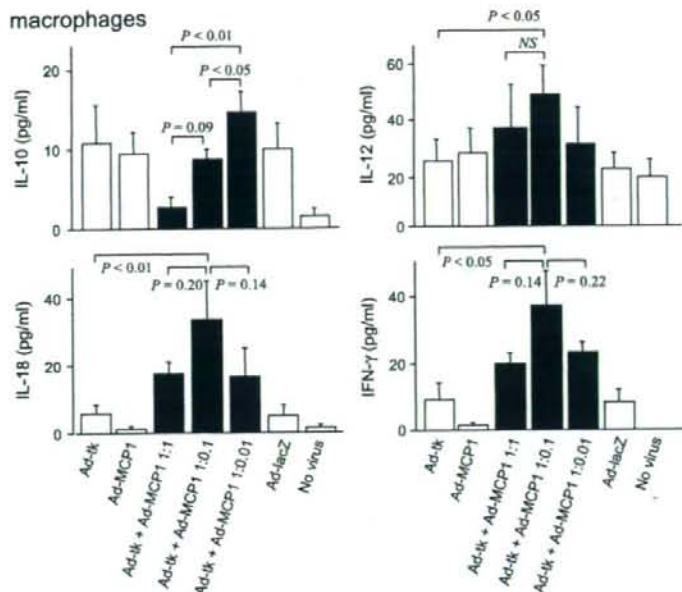 macrophages
P < 0.01
P < 0.05
P = 0.09
IL-10 (pg/ml)
20
10
0
P < 0.05
NS
IL-12 (pg/ml)
60
40
20
0
P < 0.01
P = 0.20
P = 0.14
IL-18 (pg/ml)
40
20
0
P < 0.05
P = 0.14
P = 0.22
IFN-γ (pg/ml)
40
20
0
Ad-tk
Ad-MCP1
Ad-tk + Ad-MCP1 1:1
Ad-tk + Ad-MCP1 1:0.1
Ad-tk + Ad-MCP1 1:0.01
Ad-lacZ
No virus
Ad-tk
Ad-MCP1
Ad-tk + Ad-MCP1 1:1
Ad-tk + Ad-MCP1 1:0.1
Ad-tk + Ad-MCP1 1:0.01
Ad-lacZ
No virus